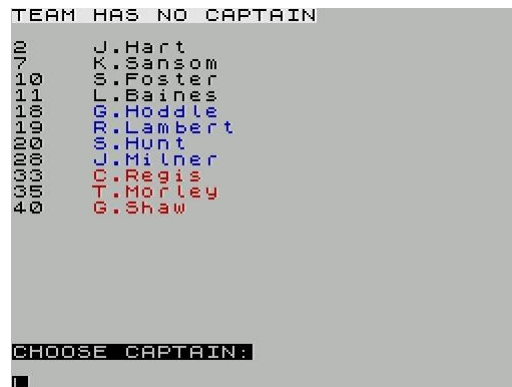 TEAM HAS NO CAPTAIN
2 J.Hart
7 K.Sansom
10 S.Foster
11 L.Baines
18 G.Hoddle
19 R.Lambert
20 S.Hunt
28 J.Milner
33 C.Regis
35 T.Morley
40 G.Shaw
CHOOSE CAPTAIN:
L